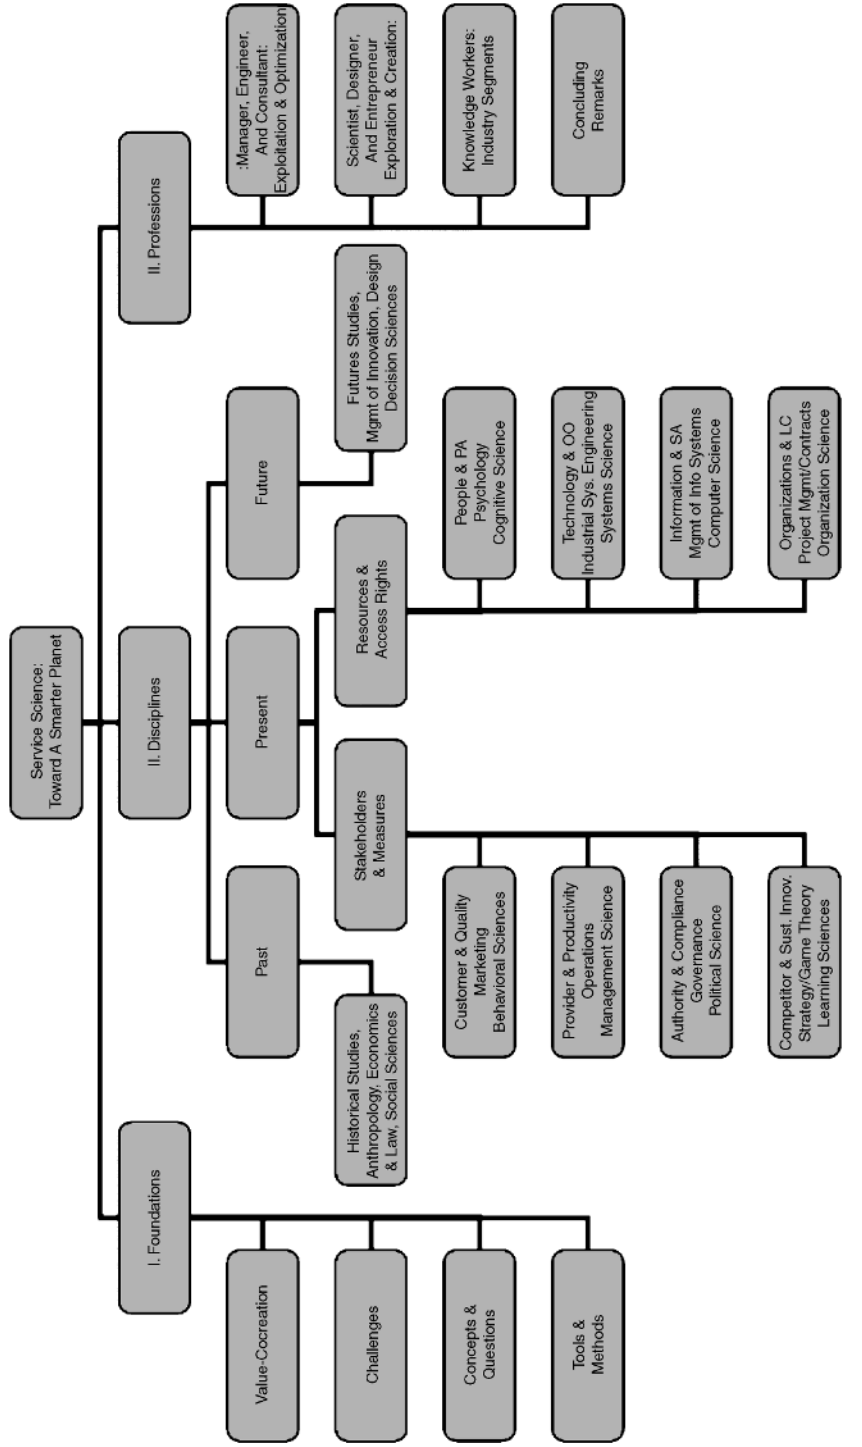 Service Science:
Toward A Smarter Planet
I. Foundations
Value-Cocreation
Challenges
Concepts &
Questions
Tools &
Methods
II. Disciplines
Past
Historical Studies,
Anthropology, Economics
& Law, Social Sciences
Present
Stakeholders
& Measures
Customer & Quality
Marketing
Behavioral Sciences
Provider & Productivity
Operations
Management Science
Authority & Compliance
Governance
Political Science
Competitor & Sust. Innov.
Strategy/Game Theory
Learning Sciences
Resources &
Access Rights
People & PA
Psychology
Cognitive Science
Technology & OO
Industrial Sys. Engineering
Systems Science
Information & SA
Mgmt of Info Systems
Computer Science
Organizations & LC
Project Mgmt/Contracts
Organization Science
Future
Futures Studies,
Mgmt of Innovation, Design
Decision Sciences
II. Professions
:Manager, Engineer,
And Consultant:
Exploitation & Optimization
Scientist, Designer,
And Entrepreneur
Exploration & Creation:
Knowledge Workers:
Industry Segments
Concluding
Remarks